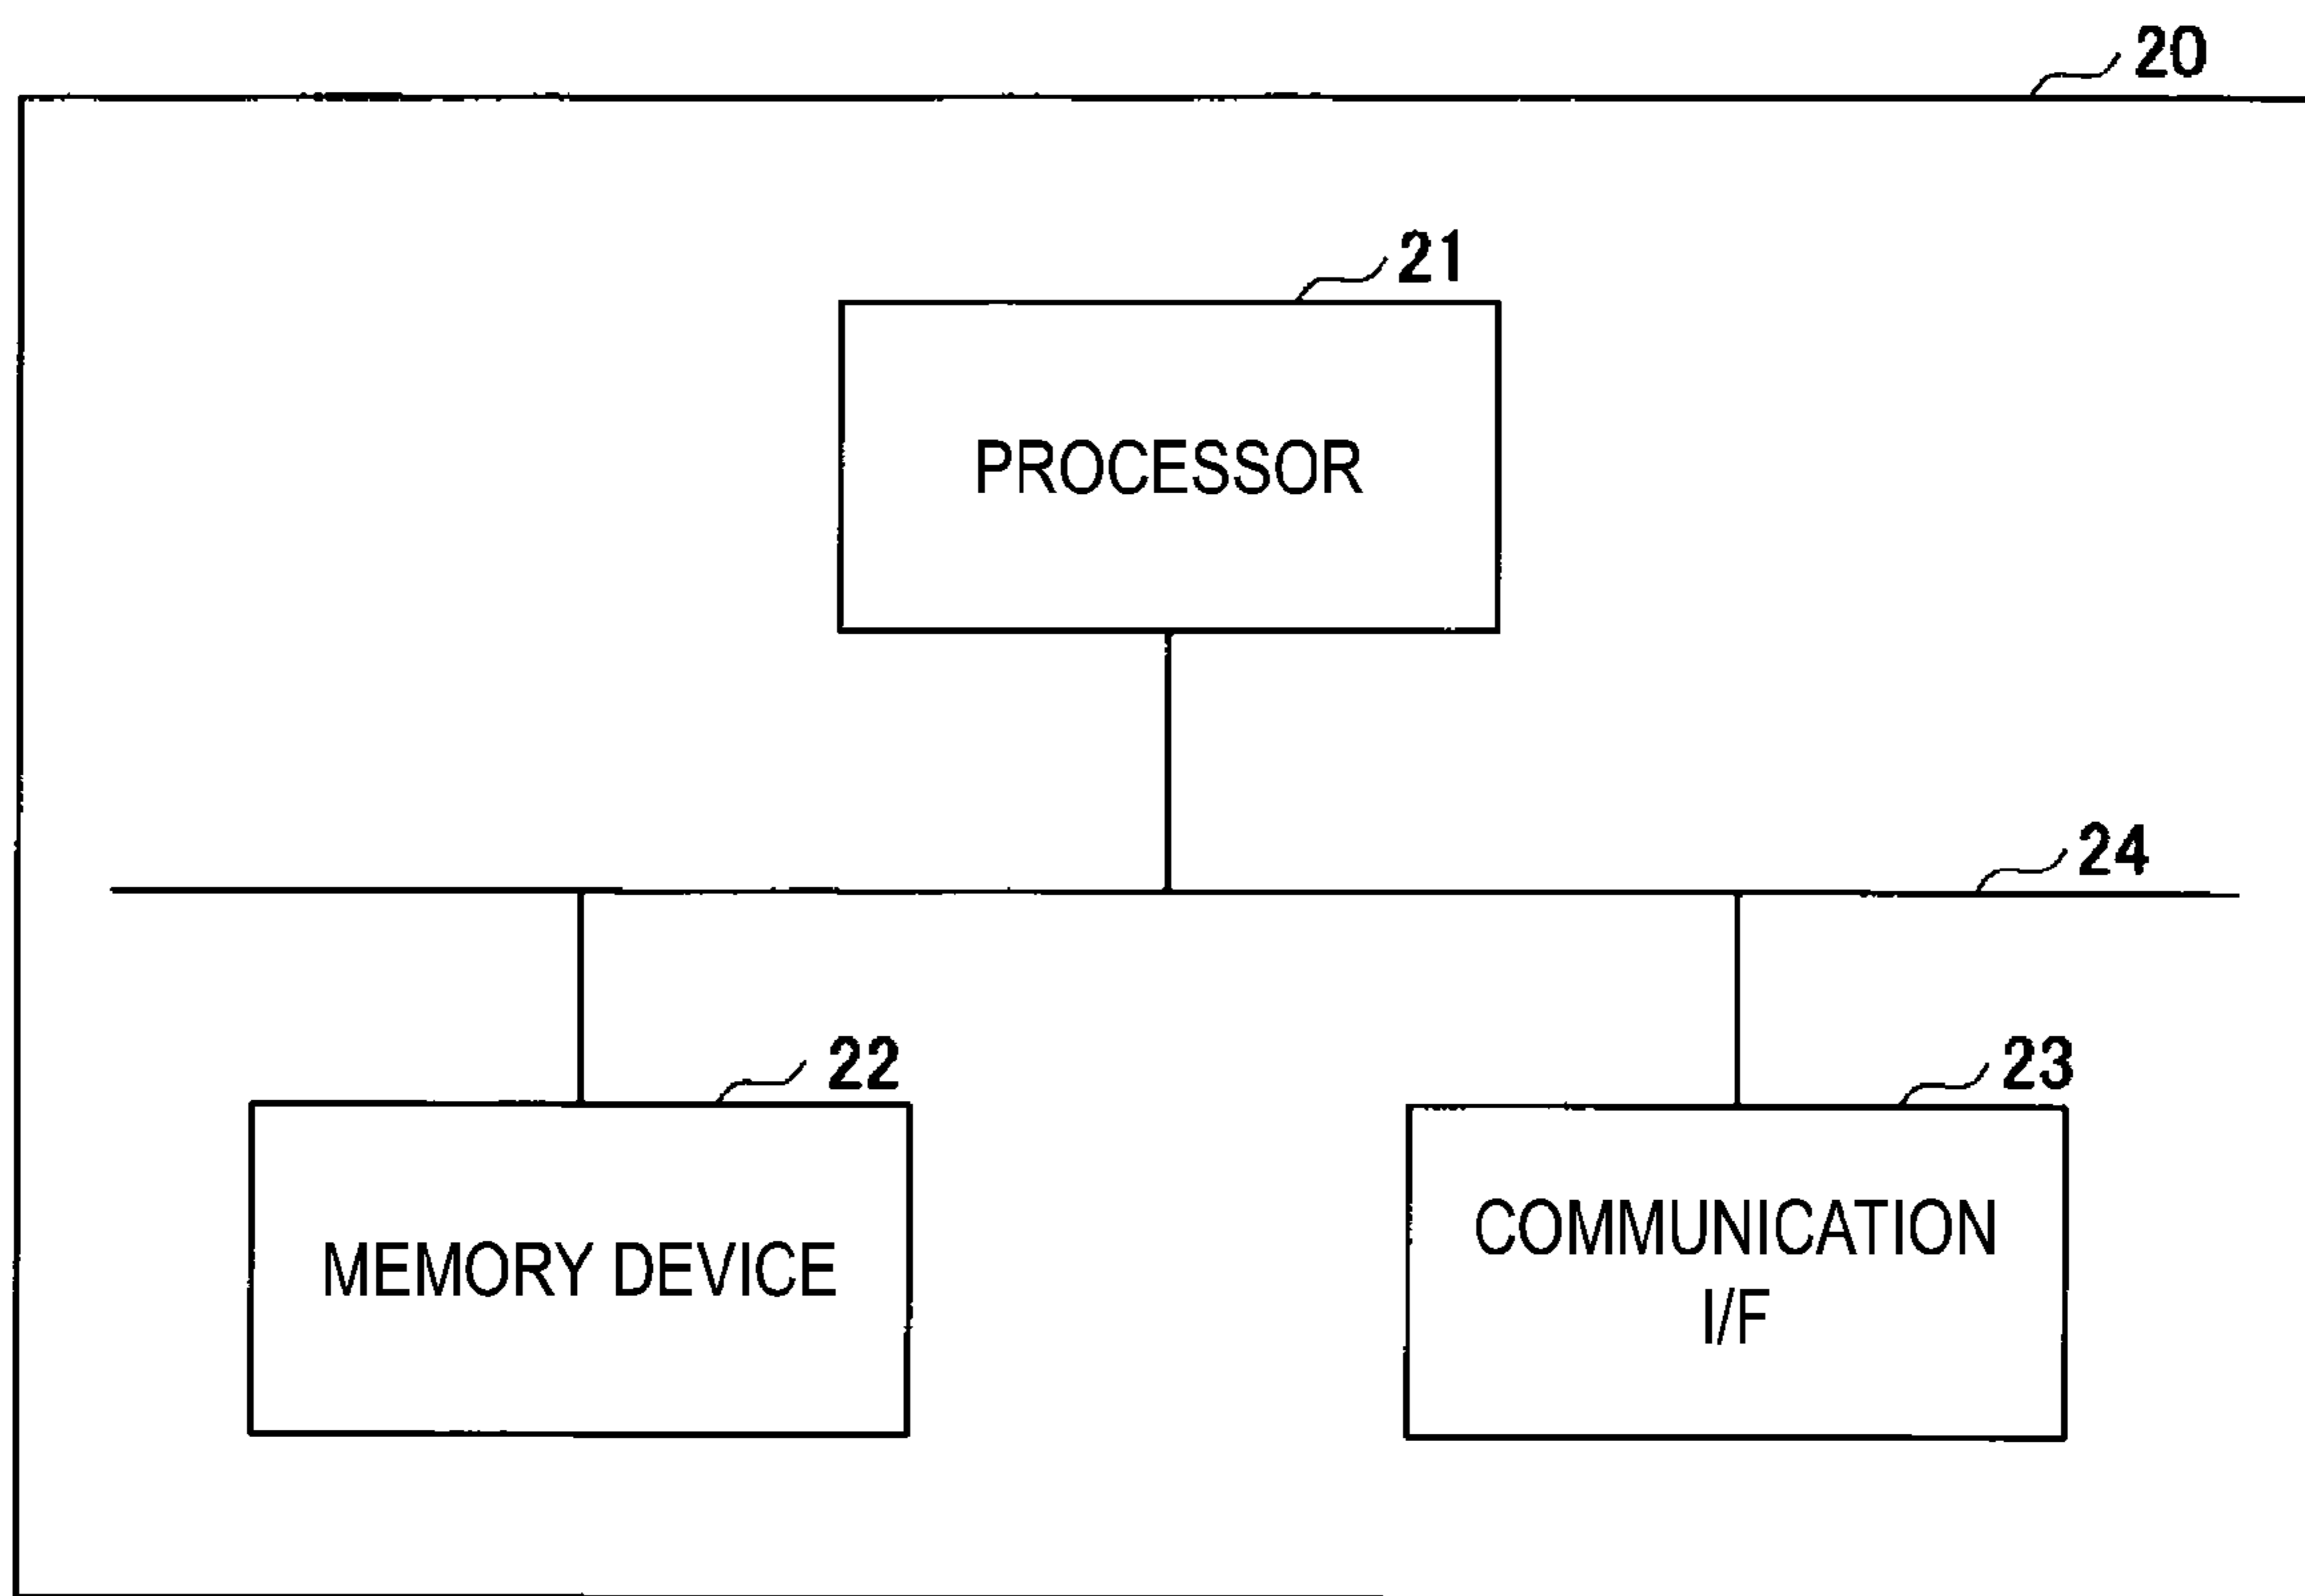 20
21
PROCESSOR
24
22
23
MEMORY DEVICE
COMMUNICATION
I/F